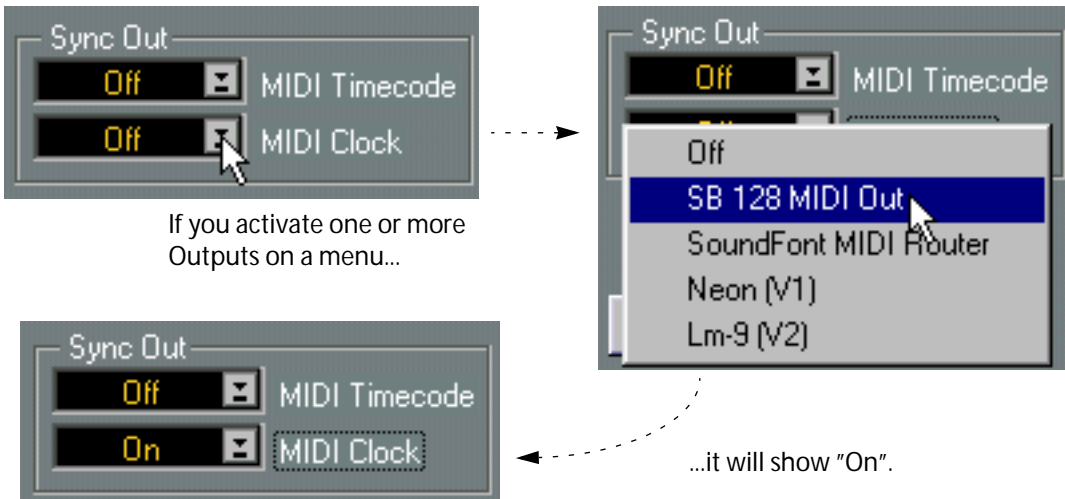 Sync Out
Off MIDI Timecode
Off MIDI Clock
If you activate one or more
Outputs on a menu...
Sync Out
Off MIDI Timecode
Off
SB 128 MIDI Out
SoundFont MIDI Router
Neon (V1)
Lm-9 (V2)
Sync Out
Off MIDI Timecode
On MIDI Clock
...it will show "On".